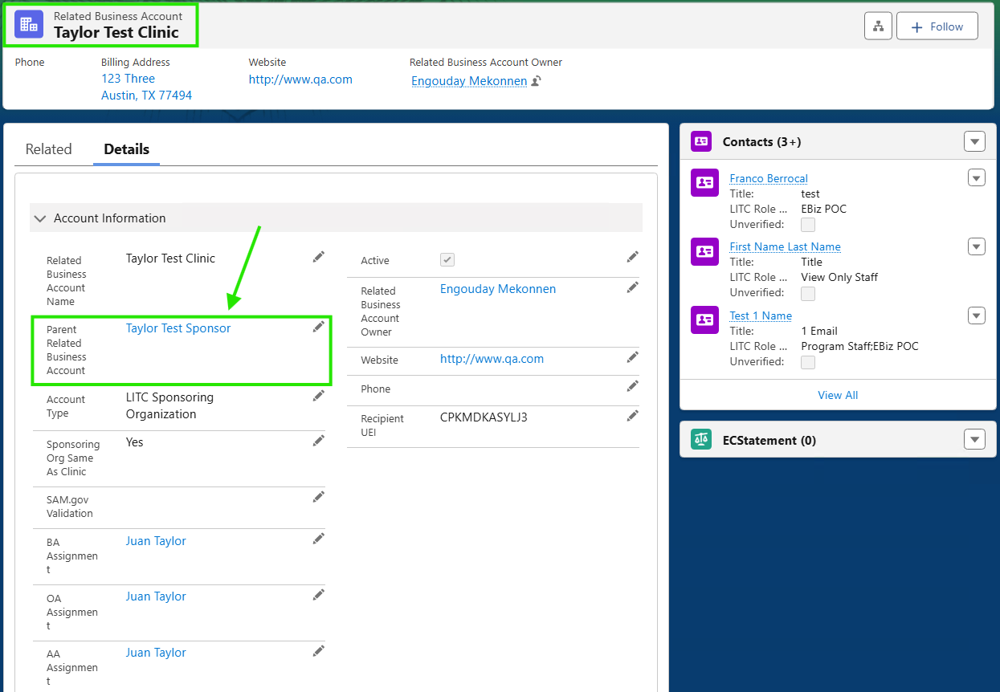 Related Business Account
Taylor Test Clinic
Follow
Phone
Billing Address
123 Three
Austin, TX 77494
Website
http://www.qa.com
Related Business Account Owner
Engouday Mekonnen
Related
Details
Account Information
Related
Business
Account
Name
Taylor Test Clinic
Parent
Related
Business
Account
Taylor Test Sponsor
Account
Type
LITC Sponsoring
Organization
Sponsoring
Org Same
As Clinic
Yes
SAM.gov
Validation
BA
Assignmen
t
Juan Taylor
OA
Assignmen
t
Juan Taylor
AA
Assignmen
t
Juan Taylor
Active
Related
Business
Account
Owner
Engouday Mekonnen
Website
http://www.qa.com
Phone
Recipient
UEI
CPKMDKASYLJ3
Contacts (3+)
Franco Berrocal
Title: test
LITC Role ... EBiz POC
Unverified:
First Name Last Name
Title: Title
LITC Role ... View Only Staff
Unverified:
Test 1 Name
Title: 1 Email
LITC Role ... Program Staff;EBiz POC
Unverified:
View All
ECStatement (0)